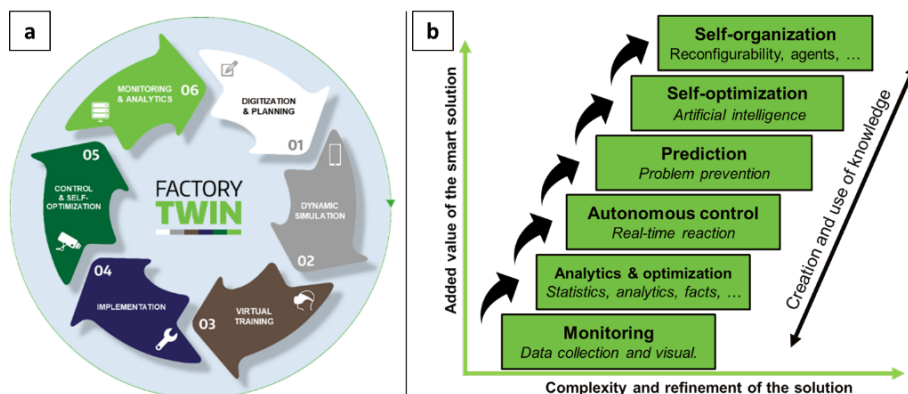 a
MONITORING
& ANALYTICS
06
DIGITIZATION
& PLANNING
01
05
CONTROL
& SELF-
OPTIMIZATION
FACTORY
TWIN
DYNAMIC
SIMULATION
02
04
IMPLEMENTATION
03
VIRTUAL
TRAINING
b
Added value of the smart solution
Self-organization
Reconfigurability, agents, …
Self-optimization
Artificial intelligence
Prediction
Problem prevention
Autonomous control
Real-time reaction
Analytics & optimization
Statistics, analytics, facts, …
Monitoring
Data collection and visual.
Creation and use of knowledge
Complexity and refinement of the solution